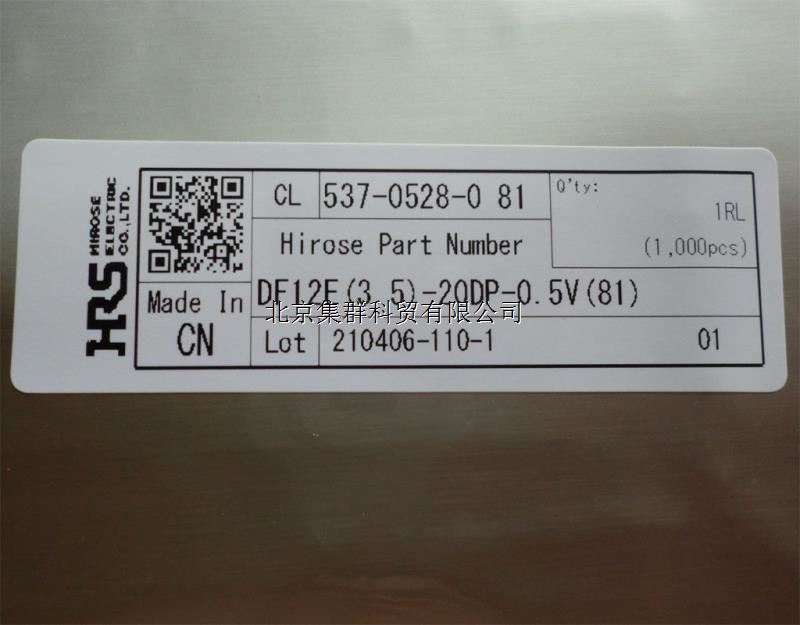 HRS
HIROSE
ELECTRIC
CO.,LTD.
CL 537-0528-0 81
Q'ty:
1RL
(1,000pcs)
Hirose Part Number
DF12E(3.5)-20DP-0.5V(81)
北京集群科贸有限公司
Made In
CN
Lot 210406-110-1 01